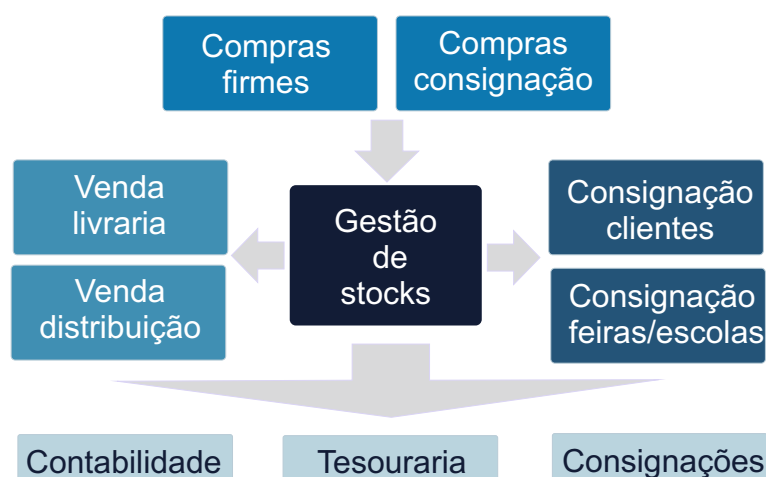 Compras
firmes
Compras
consignação
Venda
livraria
Venda
distribuição
Gestão
de
stocks
Consignação
clientes
Consignação
feiras/escolas
Contabilidade
Tesouraria
Consignações